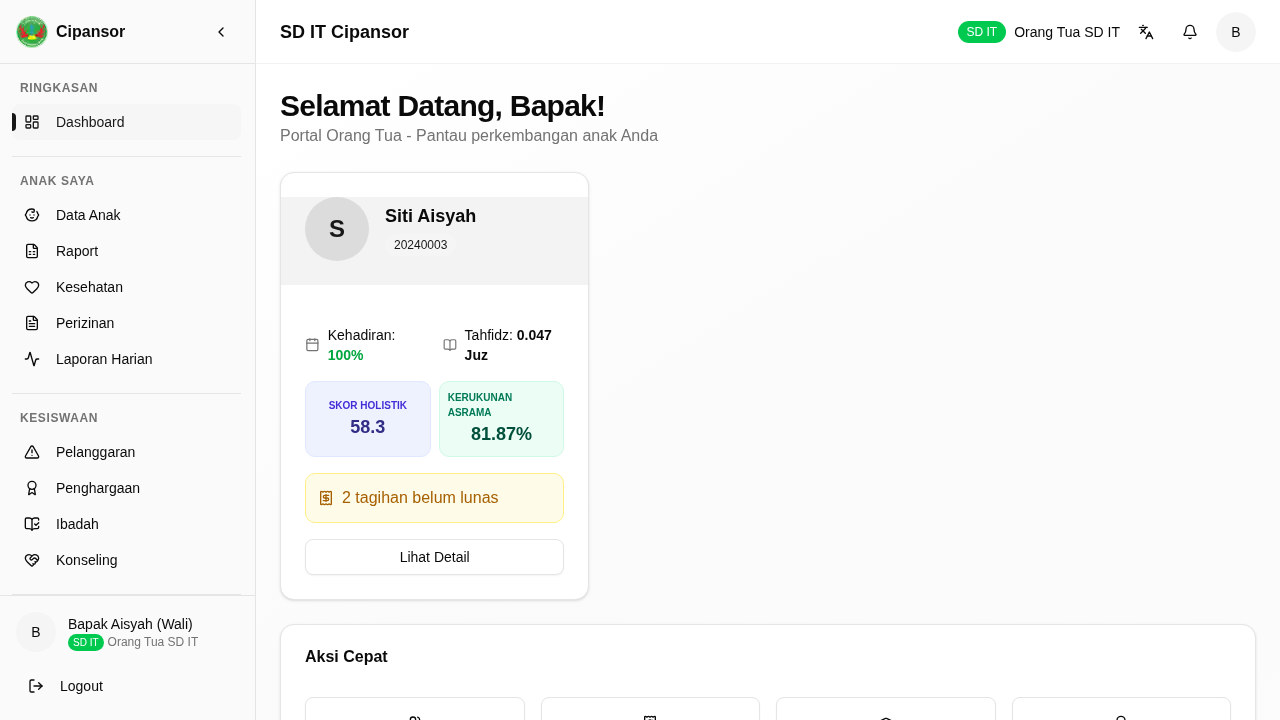 Cipansor
RINGKASAN
Dashboard
ANAK SAYA
Data Anak
Raport
Kesehatan
Perizinan
Laporan Harian
KESISWAAN
Pelanggaran
Penghargaan
Ibadah
Konseling
B
Bapak Aisyah (Wali)
SD IT Orang Tua SD IT
Logout
SD IT Cipansor
SD IT Orang Tua SD IT
B
Selamat Datang, Bapak!
Portal Orang Tua - Pantau perkembangan anak Anda
S
Siti Aisyah
20240003
Kehadiran:
100%
Tahfidz: 0.047
Juz
SKOR HOLISTIK
58.3
KERUKUNAN
ASRAMA
81.87%
2 tagihan belum lunas
Lihat Detail
Aksi Cepat